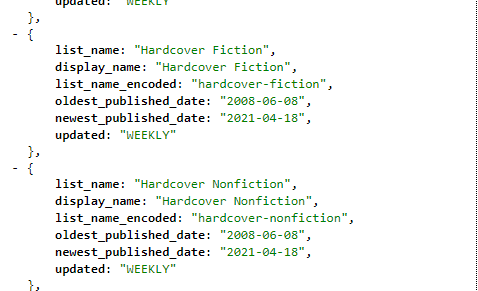 updated: "WEEKLY"
},
- {
list_name: "Hardcover Fiction",
display_name: "Hardcover Fiction",
list_name_encoded: "hardcover-fiction",
oldest_published_date: "2008-06-08",
newest_published_date: "2021-04-18",
updated: "WEEKLY"
},
- {
list_name: "Hardcover Nonfiction",
display_name: "Hardcover Nonfiction",
list_name_encoded: "hardcover-nonfiction",
oldest_published_date: "2008-06-08",
newest_published_date: "2021-04-18",
updated: "WEEKLY"
},